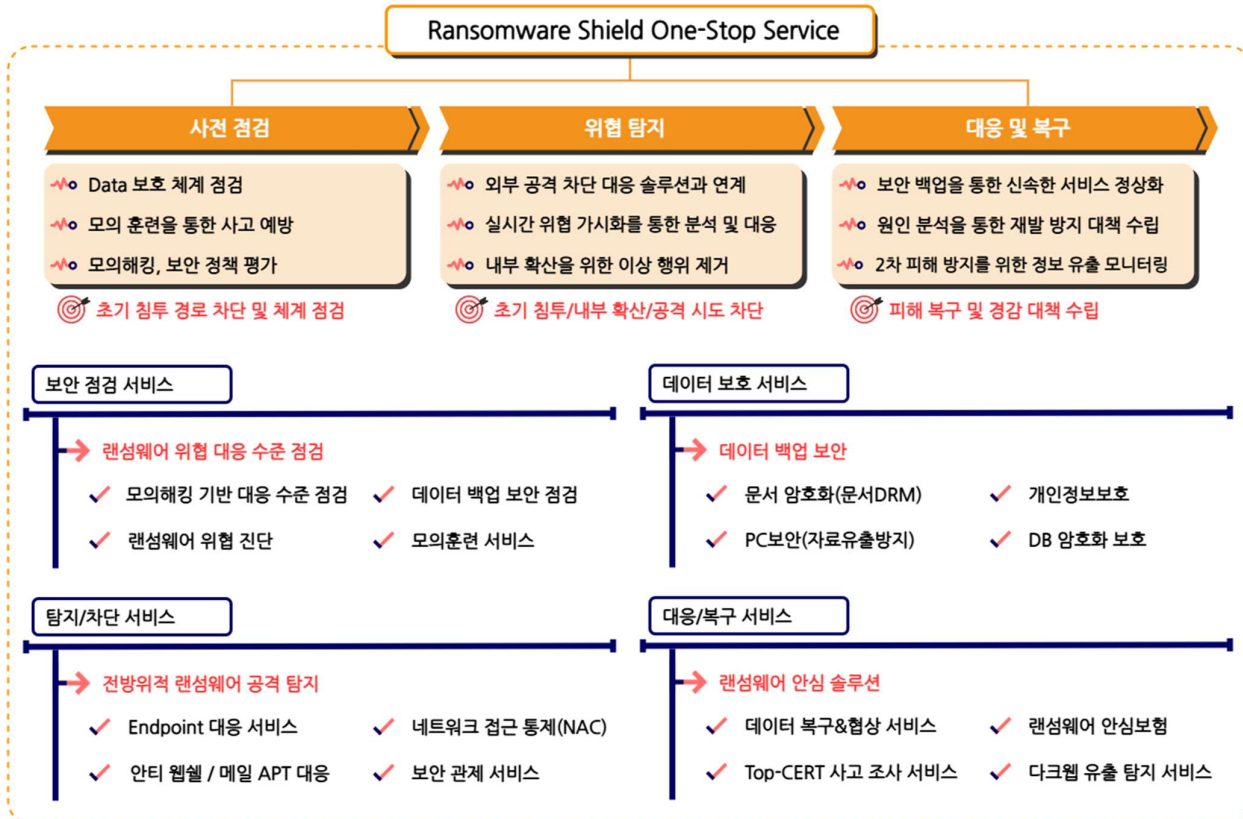 Ransomware Shield One-Stop Service
사전 점검
Data 보호 체계 점검
모의 훈련을 통한 사고 예방
모의해킹, 보안 정책 평가
초기 침투 경로 차단 및 체계 점검
위협 탐지
외부 공격 차단 대응 솔루션과 연계
실시간 위협 가시화를 통한 분석 및 대응
내부 확산을 위한 이상 행위 제거
초기 침투/내부 확산/공격 시도 차단
대응 및 복구
보안 백업을 통한 신속한 서비스 정상화
원인 분석을 통한 재발 방지 대책 수립
2차 피해 방지를 위한 정보 유출 모니터링
피해 복구 및 경감 대책 수립
보안 점검 서비스
랜섬웨어 위협 대응 수준 점검
모의해킹 기반 대응 수준 점검
데이터 백업 보안 점검
랜섬웨어 위협 진단
모의훈련 서비스
데이터 보호 서비스
데이터 백업 보안
문서 암호화(문서DRM)
개인정보보호
PC보안(자료유출방지)
DB 암호화 보호
탐지/차단 서비스
전방위적 랜섬웨어 공격 탐지
Endpoint 대응 서비스
네트워크 접근 통제(NAC)
안티 웹쉘 / 메일 APT 대응
보안 관제 서비스
대응/복구 서비스
랜섬웨어 안심 솔루션
데이터 복구&협상 서비스
랜섬웨어 안심보험
Top-CERT 사고 조사 서비스
다크웹 유출 탐지 서비스